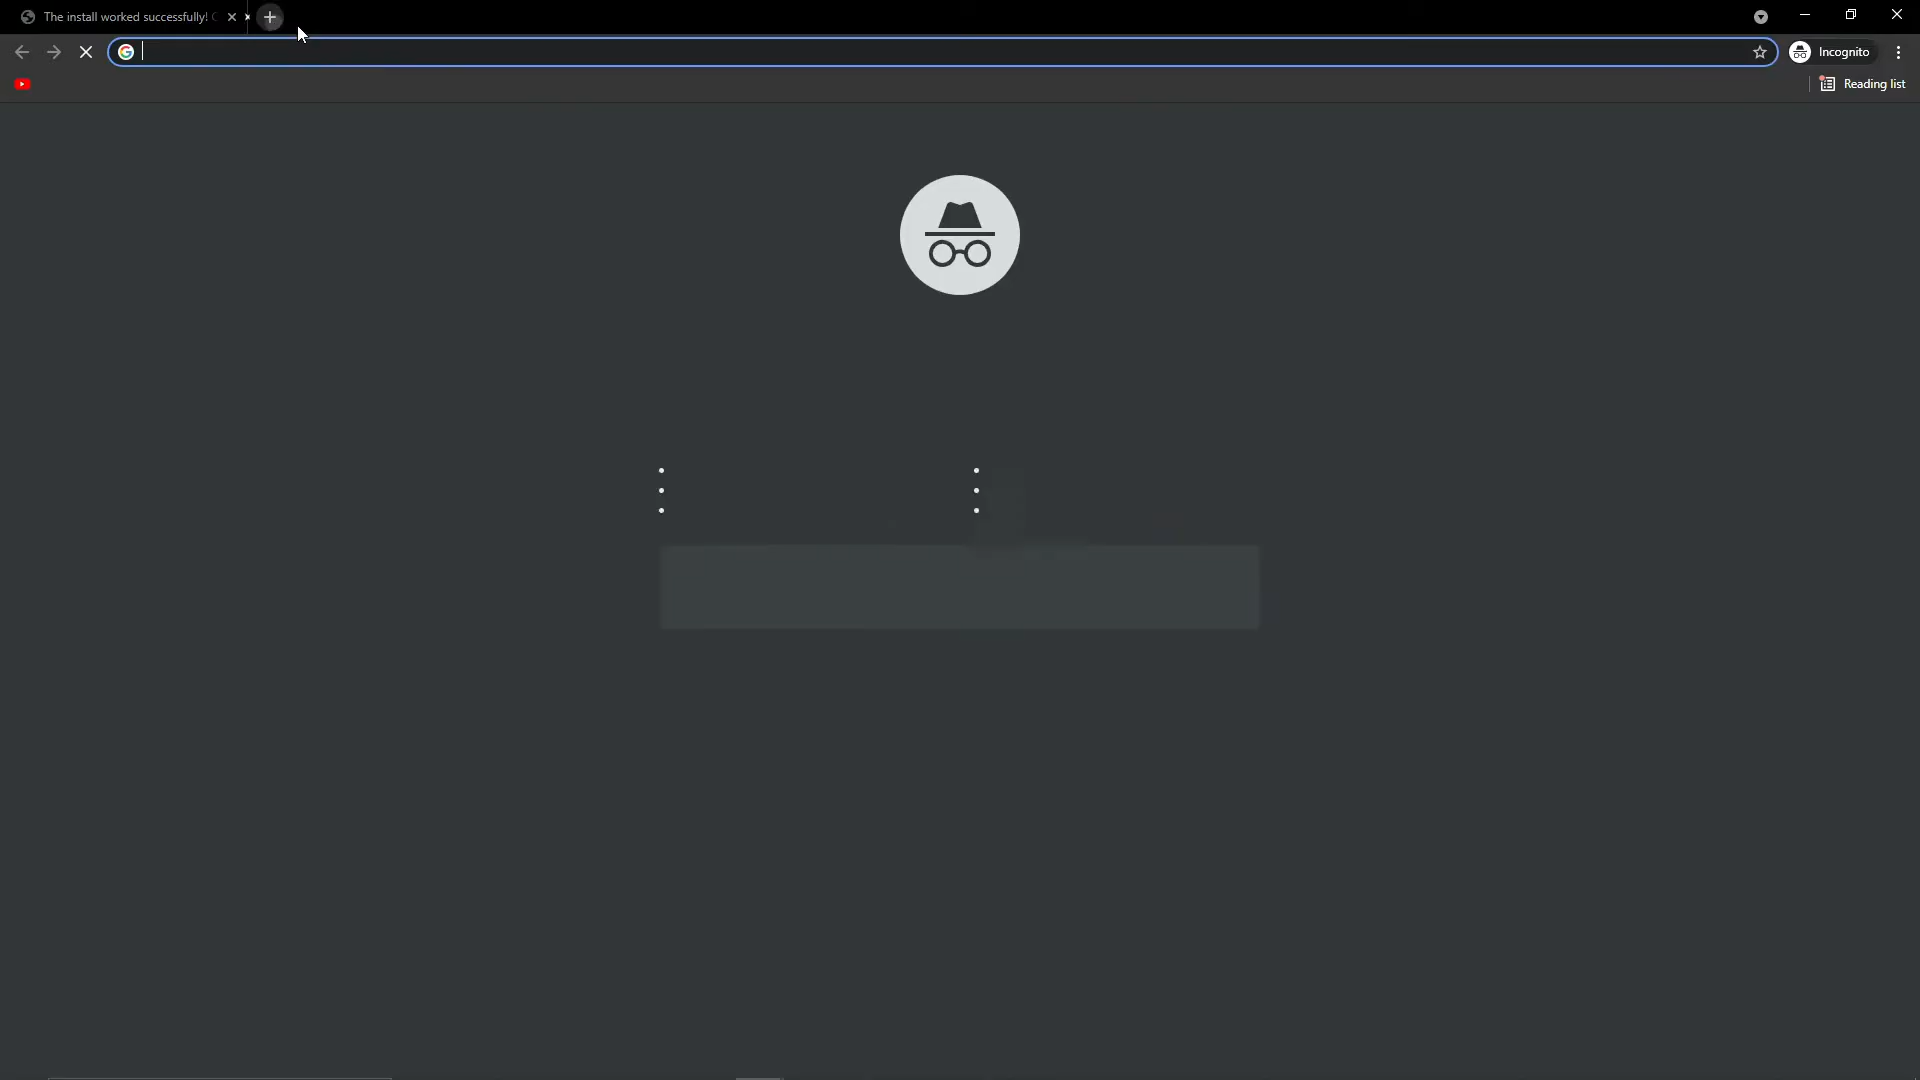 The install worked successfully!
Incognito
Reading list